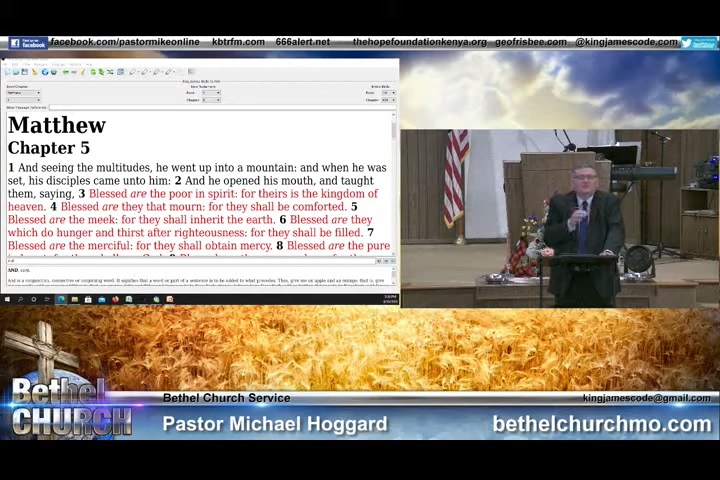 Find us on
facebook
facebook.com/pastormikeonline kbtrfm.com 666alert.net thehopefoundationkenya.org geofrisbee.com @kingjamescode.com
twitter
Matthew
Chapter 5
1 And seeing the multitudes, he went up into a mountain: and when he was
set, his disciples came unto him: 2 And he opened his mouth, and taught
them, saying, 3 Blessed are the poor in spirit: for theirs is the kingdom of
heaven. 4 Blessed are they that mourn: for they shall be comforted. 5
Blessed are the meek: for they shall inherit the earth. 6 Blessed are they
which do hunger and thirst after righteousness: for they shall be filled. 7
Blessed are the merciful: for they shall obtain mercy. 8 Blessed are the pure
Bethel
CHURCH
Bethel Church Service kingjamescode@gmail.com
Pastor Michael Hoggard bethelchurchmo.com